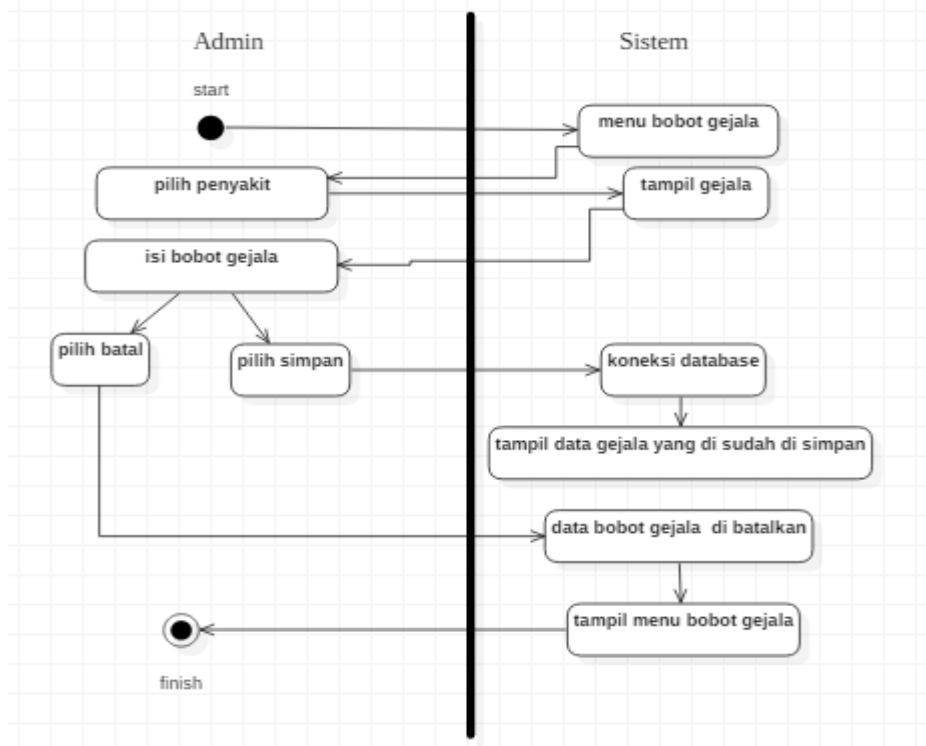 Admin
Sistem
start
menu bobot gejala
pilih penyakit
tampil gejala
isi bobot gejala
pilih batal
pilih simpan
koneksi database
tampil data gejala yang di sudah di simpan
data bobot gejala di batalkan
tampil menu bobot gejala
finish